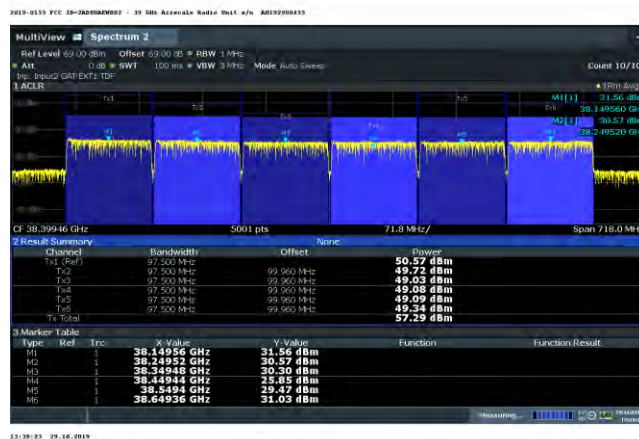 2019-0155 FCC ID=2AD8UAEWB02 - 39 GHz Airscale Radio Unit s/n AH192900455
MultiView Spectrum 2
Ref Level 69.00 dBm Offset 69.00 dB RBW 1 MHz
Att 0 dB SWT 100 ms VBW 3 MHz Mode Auto Sweep Count 10/10
Inp: Input2 GAT:EXT1 TDF
1 ACLR 1Rm Avg
Tx1 Tx2 Tx3 Tx4 Tx5 Tx6
M1[1] 31.56 dB
38.149560 G
M2[1] 30.57 dB
38.249520 G
M1 M5
CF 38.39946 GHz 5001 pts 71.8 MHz/ Span 718.0 MH
2 Result Summary None
Channel Bandwidth Offset Power
Tx1 (Ref) 97.500 MHz 50.57 dBm
Tx2 97.500 MHz 99.960 MHz 49.72 dBm
Tx3 97.500 MHz 99.960 MHz 49.03 dBm
Tx4 97.500 MHz 99.960 MHz 49.08 dBm
Tx5 97.500 MHz 99.960 MHz 49.09 dBm
Tx6 97.500 MHz 99.960 MHz 49.34 dBm
Tx Total 57.29 dBm
3 Marker Table
Type Ref Trc X-Value Y-Value Function Function Result
M1 1 38.14956 GHz 31.56 dBm
M2 1 38.24952 GHz 30.57 dBm
M3 1 38.34948 GHz 30.30 dBm
M4 1 38.44944 GHz 25.85 dBm
M5 1 38.5494 GHz 29.47 dBm
M6 1 38.64936 GHz 31.03 dBm
Measuring...
13:39:23 29.10.2019